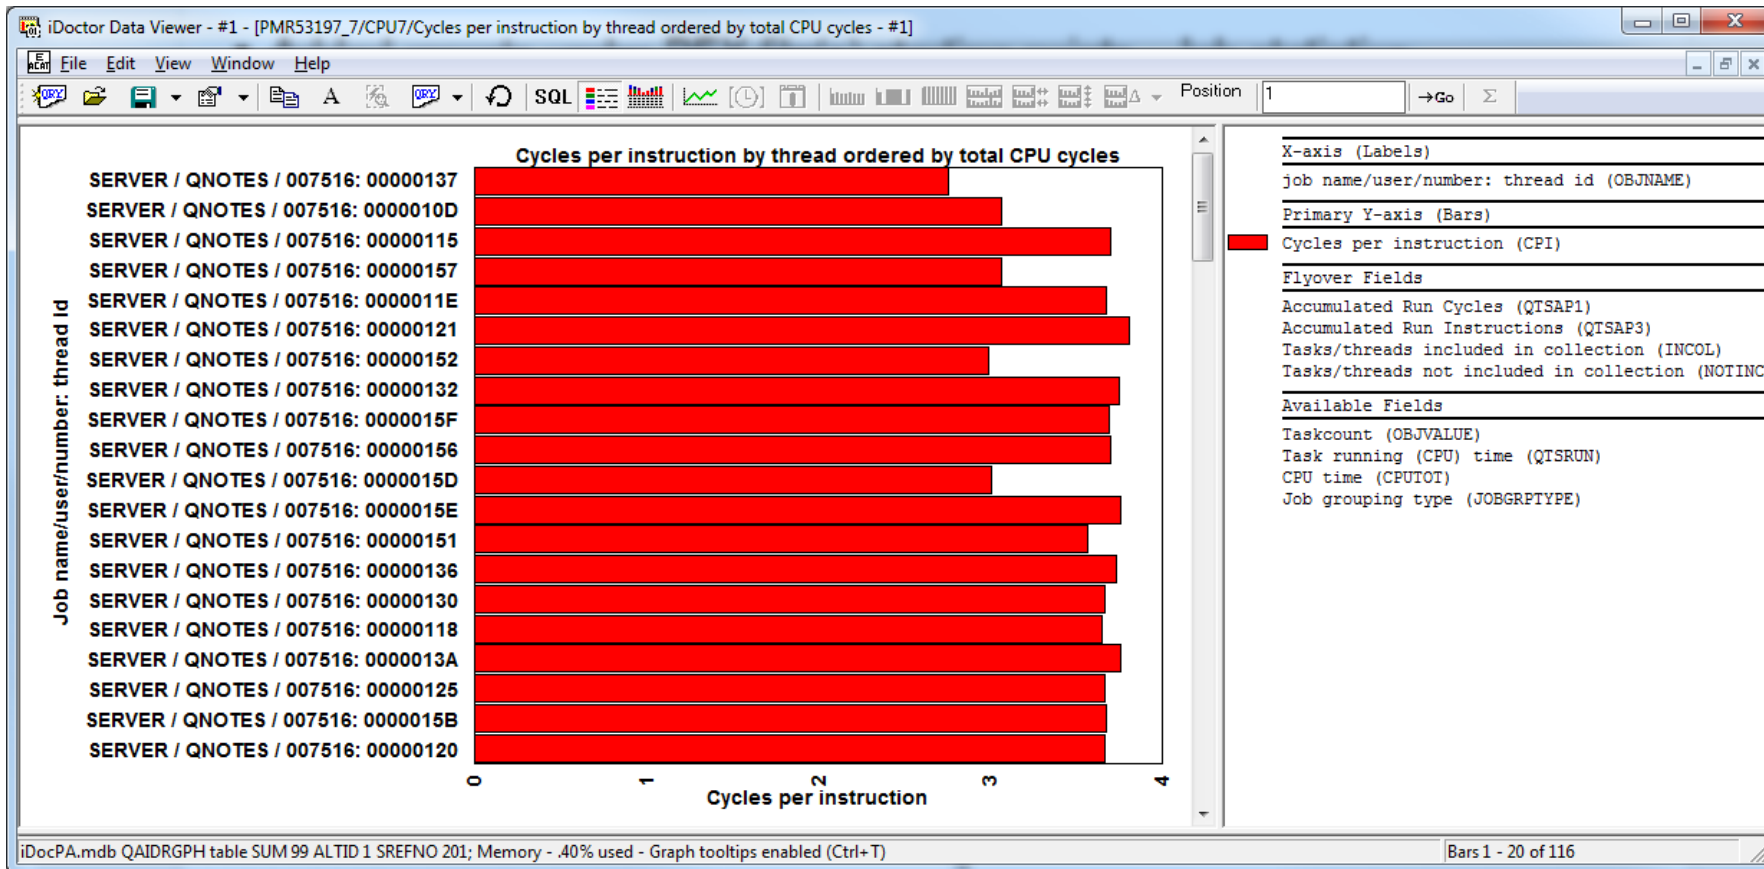 iDoctor Data Viewer - #1 - [PMR53197_7/CPU7/Cycles per instruction by thread ordered by total CPU cycles - #1]
File Edit View Window Help
SQL Position 1 →Go Σ
Cycles per instruction by thread ordered by total CPU cycles
Job name/user/number: thread Id
SERVER / QNOTES / 007516: 00000137
SERVER / QNOTES / 007516: 0000010D
SERVER / QNOTES / 007516: 00000115
SERVER / QNOTES / 007516: 00000157
SERVER / QNOTES / 007516: 0000011E
SERVER / QNOTES / 007516: 00000121
SERVER / QNOTES / 007516: 00000152
SERVER / QNOTES / 007516: 00000132
SERVER / QNOTES / 007516: 0000015F
SERVER / QNOTES / 007516: 00000156
SERVER / QNOTES / 007516: 0000015D
SERVER / QNOTES / 007516: 0000015E
SERVER / QNOTES / 007516: 00000151
SERVER / QNOTES / 007516: 00000136
SERVER / QNOTES / 007516: 00000130
SERVER / QNOTES / 007516: 00000118
SERVER / QNOTES / 007516: 0000013A
SERVER / QNOTES / 007516: 00000125
SERVER / QNOTES / 007516: 0000015B
SERVER / QNOTES / 007516: 00000120
0 1 2 3 4
Cycles per instruction
X-axis (Labels)
job name/user/number: thread id (OBJNAME)
Primary Y-axis (Bars)
Cycles per instruction (CPI)
Flyover Fields
Accumulated Run Cycles (QTSAP1)
Accumulated Run Instructions (QTSAP3)
Tasks/threads included in collection (INCOL)
Tasks/threads not included in collection (NOTINC
Available Fields
Taskcount (OBJVALUE)
Task running (CPU) time (QTSRUN)
CPU time (CPUTOT)
Job grouping type (JOBGRPTYPE)
iDocPA.mdb QAIDRGPH table SUM 99 ALTID 1 SREFNO 201; Memory - .40% used - Graph tooltips enabled (Ctrl+T)
Bars 1 - 20 of 116